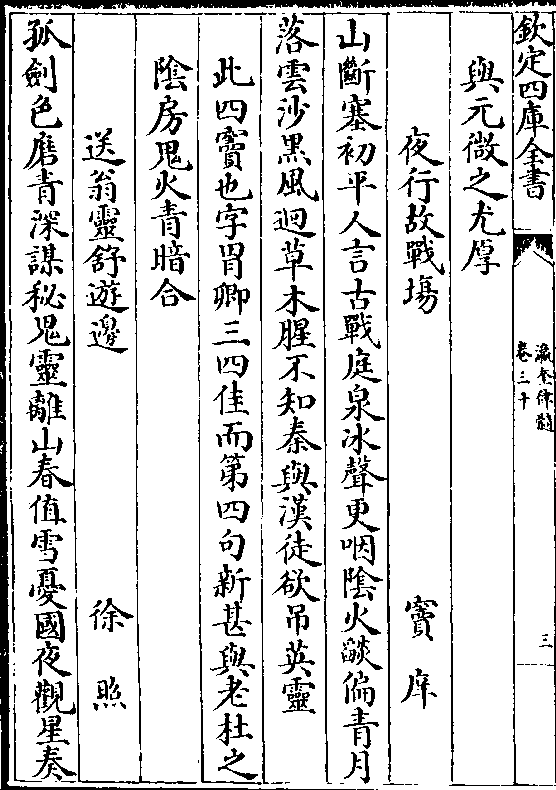 欽定四庫全書
瀛奎律髓
卷三十
三
與元微之尤厚
夜行故戰塲 竇庠
山斷塞初平人言古戰庭泉冰聲更咽陰火燄偏青月
落雲沙黒風迴草木腥不知秦與漢徒欲吊英靈
此四竇也字胄卿三四佳而第四句新甚與老杜之
陰房鬼火青暗合
送翁靈舒遊邊 徐照
孤劍色磨青深謀秘鬼靈離山春值雪憂國夜觀星奏